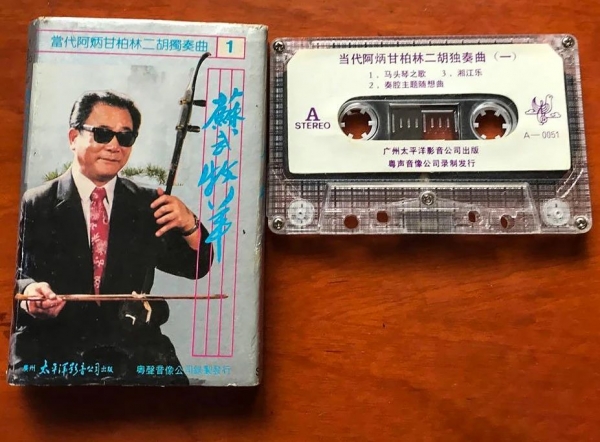 當代阿炳甘柏林二胡獨奏曲 1
蘇武牧羊
廣州 太平洋影音公司出版
粤聲音像公司錄製發行
当代阿炳甘柏林二胡独奏曲(一)
1. 马头琴之歌 3. 湘江乐
2. 秦腔主题随想曲
A
STEREO
A—0051
广州太平洋影音公司出版
粤声音像公司录制发行